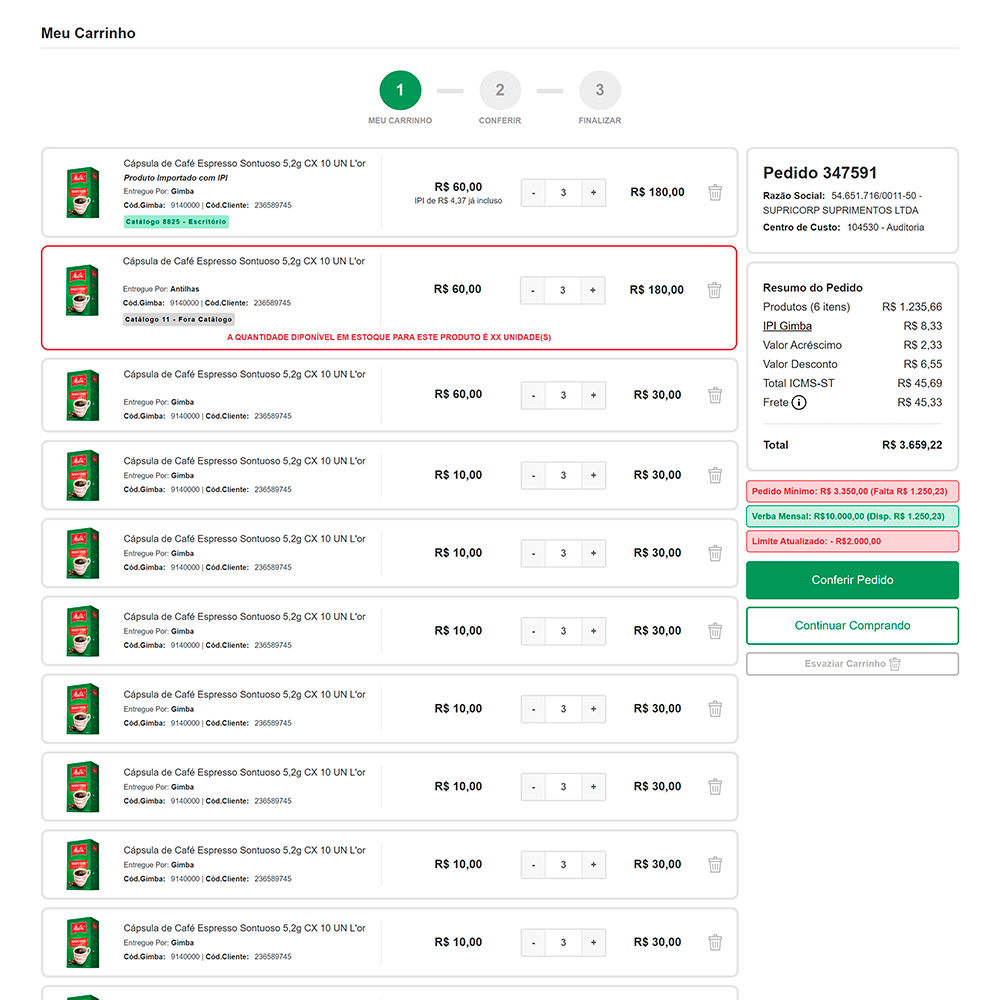 Meu Carrinho
1
2
3
MEU CARRINHO
CONFERIR
FINALIZAR
Cápsula de Café Espresso Sontuoso 5,2g CX 10 UN L'or
Produto Importado com IPI
Entregue Por: Gimba
Cód.Gimba: 9140000 | Cód.Cliente: 236589745
Catálogo 8825 - Escritório
R$ 60,00
IPI de R$ 4,37 já incluso
- 3 +
R$ 180,00
Cápsula de Café Espresso Sontuoso 5,2g CX 10 UN L'or
Entregue Por: Antilhas
Cód.Gimba: 9140000 | Cód.Cliente: 236589745
Catálogo 11 - Fora Catálogo
R$ 60,00
- 3 +
R$ 180,00
A QUANTIDADE DIPONÍVEL EM ESTOQUE PARA ESTE PRODUTO É XX UNIDADE(S)
Cápsula de Café Espresso Sontuoso 5,2g CX 10 UN L'or
Entregue Por: Gimba
Cód.Gimba: 9140000 | Cód.Cliente: 236589745
R$ 60,00
- 3 +
R$ 30,00
Cápsula de Café Espresso Sontuoso 5,2g CX 10 UN L'or
Entregue Por: Gimba
Cód.Gimba: 9140000 | Cód.Cliente: 236589745
R$ 10,00
- 3 +
R$ 30,00
Cápsula de Café Espresso Sontuoso 5,2g CX 10 UN L'or
Entregue Por: Gimba
Cód.Gimba: 9140000 | Cód.Cliente: 236589745
R$ 10,00
- 3 +
R$ 30,00
Cápsula de Café Espresso Sontuoso 5,2g CX 10 UN L'or
Entregue Por: Gimba
Cód.Gimba: 9140000 | Cód.Cliente: 236589745
R$ 10,00
- 3 +
R$ 30,00
Cápsula de Café Espresso Sontuoso 5,2g CX 10 UN L'or
Entregue Por: Gimba
Cód.Gimba: 9140000 | Cód.Cliente: 236589745
R$ 10,00
- 3 +
R$ 30,00
Cápsula de Café Espresso Sontuoso 5,2g CX 10 UN L'or
Entregue Por: Gimba
Cód.Gimba: 9140000 | Cód.Cliente: 236589745
R$ 10,00
- 3 +
R$ 30,00
Cápsula de Café Espresso Sontuoso 5,2g CX 10 UN L'or
Entregue Por: Gimba
Cód.Gimba: 9140000 | Cód.Cliente: 236589745
R$ 10,00
- 3 +
R$ 30,00
Cápsula de Café Espresso Sontuoso 5,2g CX 10 UN L'or
Entregue Por: Gimba
Cód.Gimba: 9140000 | Cód.Cliente: 236589745
R$ 10,00
- 3 +
R$ 30,00
Pedido 347591
Razão Social: 54.651.716/0011-50 -
SUPRICORP SUPRIMENTOS LTDA
Centro de Custo: 104530 - Auditoria
Resumo do Pedido
Produtos (6 itens) R$ 1.235,66
IPI Gimba R$ 8,33
Valor Acréscimo R$ 2,33
Valor Desconto R$ 6,55
Total ICMS-ST R$ 45,69
Frete i R$ 45,33
Total R$ 3.659,22
Pedido Mínimo: R$ 3.350,00 (Falta R$ 1.250,23)
Verba Mensal: R$10.000,00 (Disp. R$ 1.250,23)
Limite Atualizado: - R$2.000,00
Conferir Pedido
Continuar Comprando
Esvaziar Carrinho